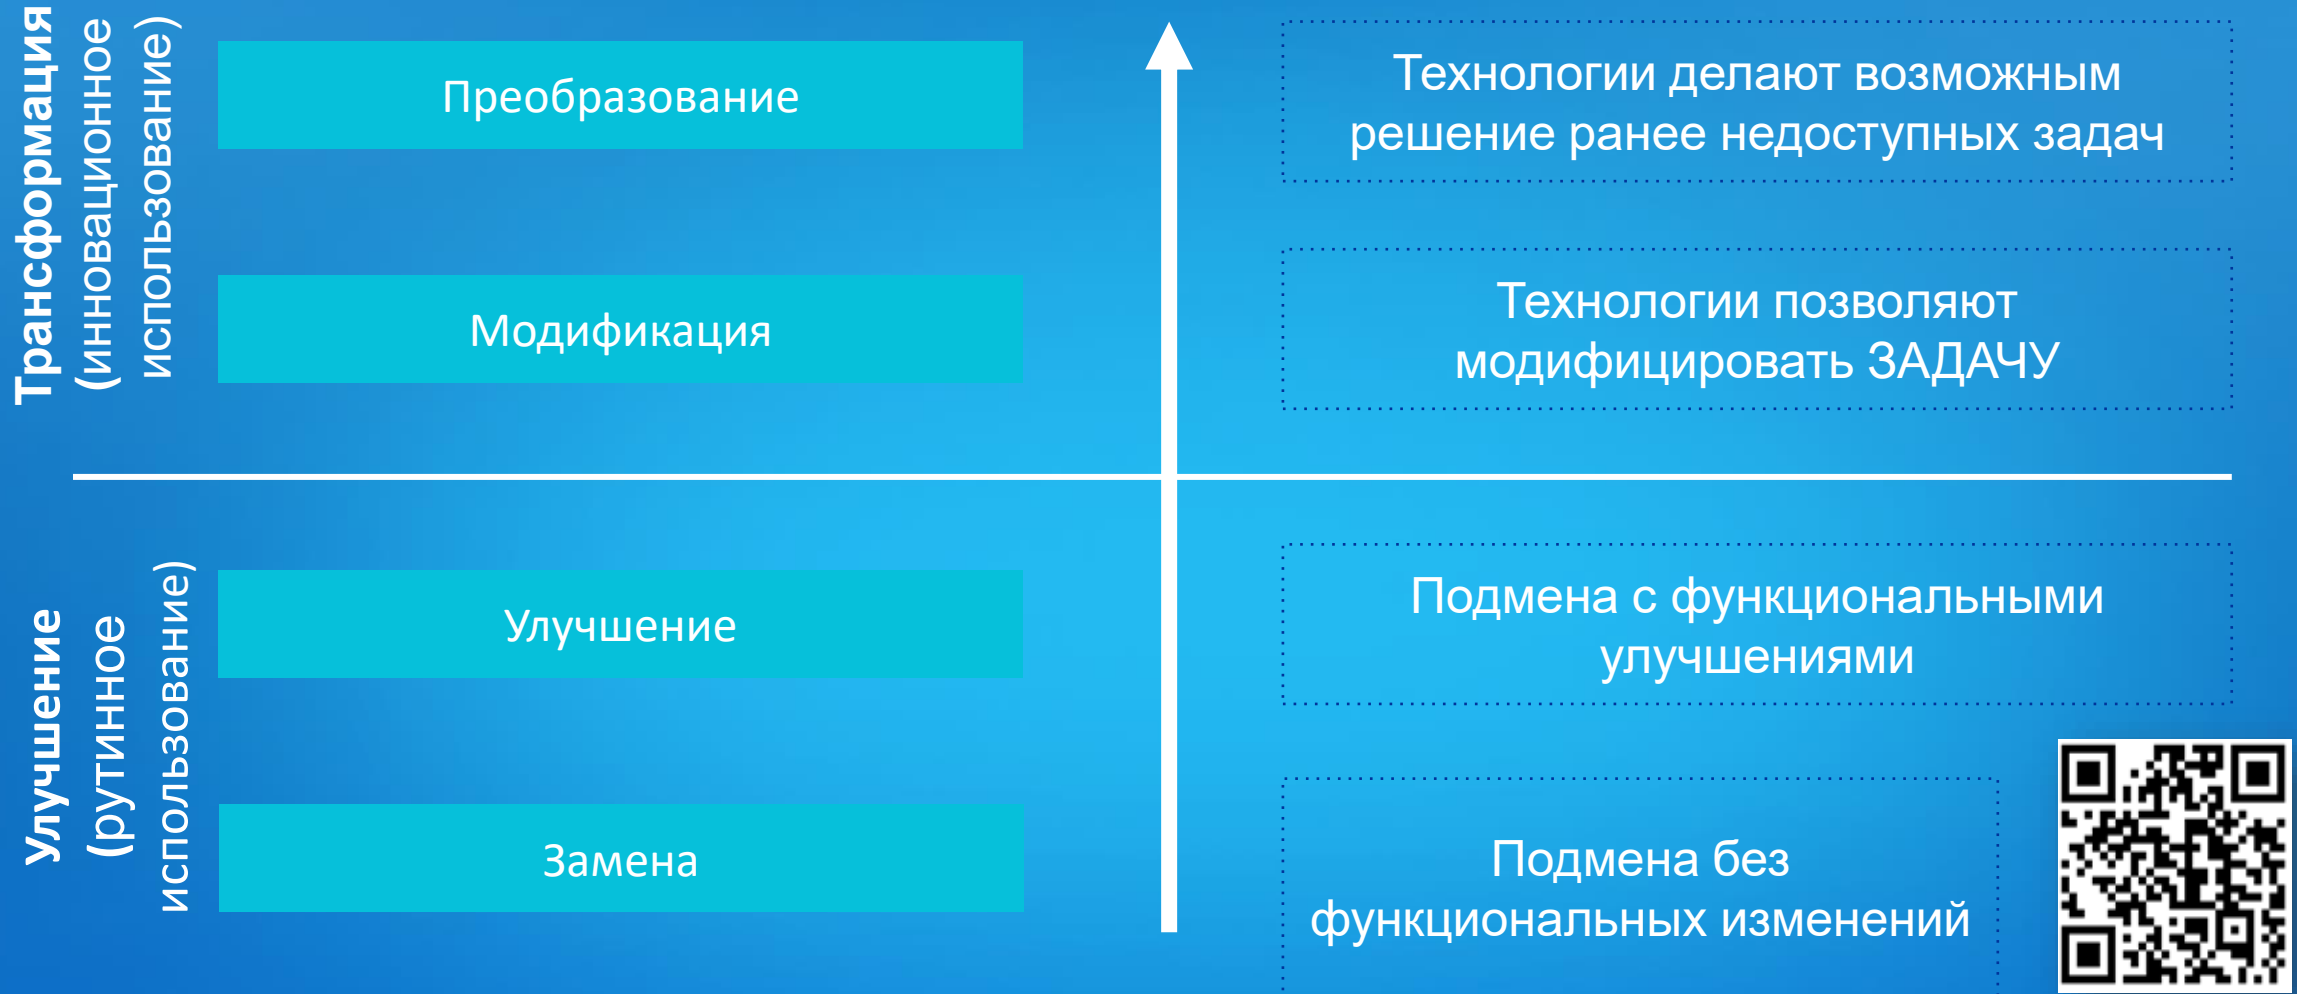 Трансформация
(инновационное
использование)
Преобразование
Технологии делают возможным
решение ранее недоступных задач
Модификация
Технологии позволяют
модифицировать ЗАДАЧУ
Улучшение
(рутинное
использование)
Улучшение
Подмена с функциональными
улучшениями
Замена
Подмена без
функциональных изменений